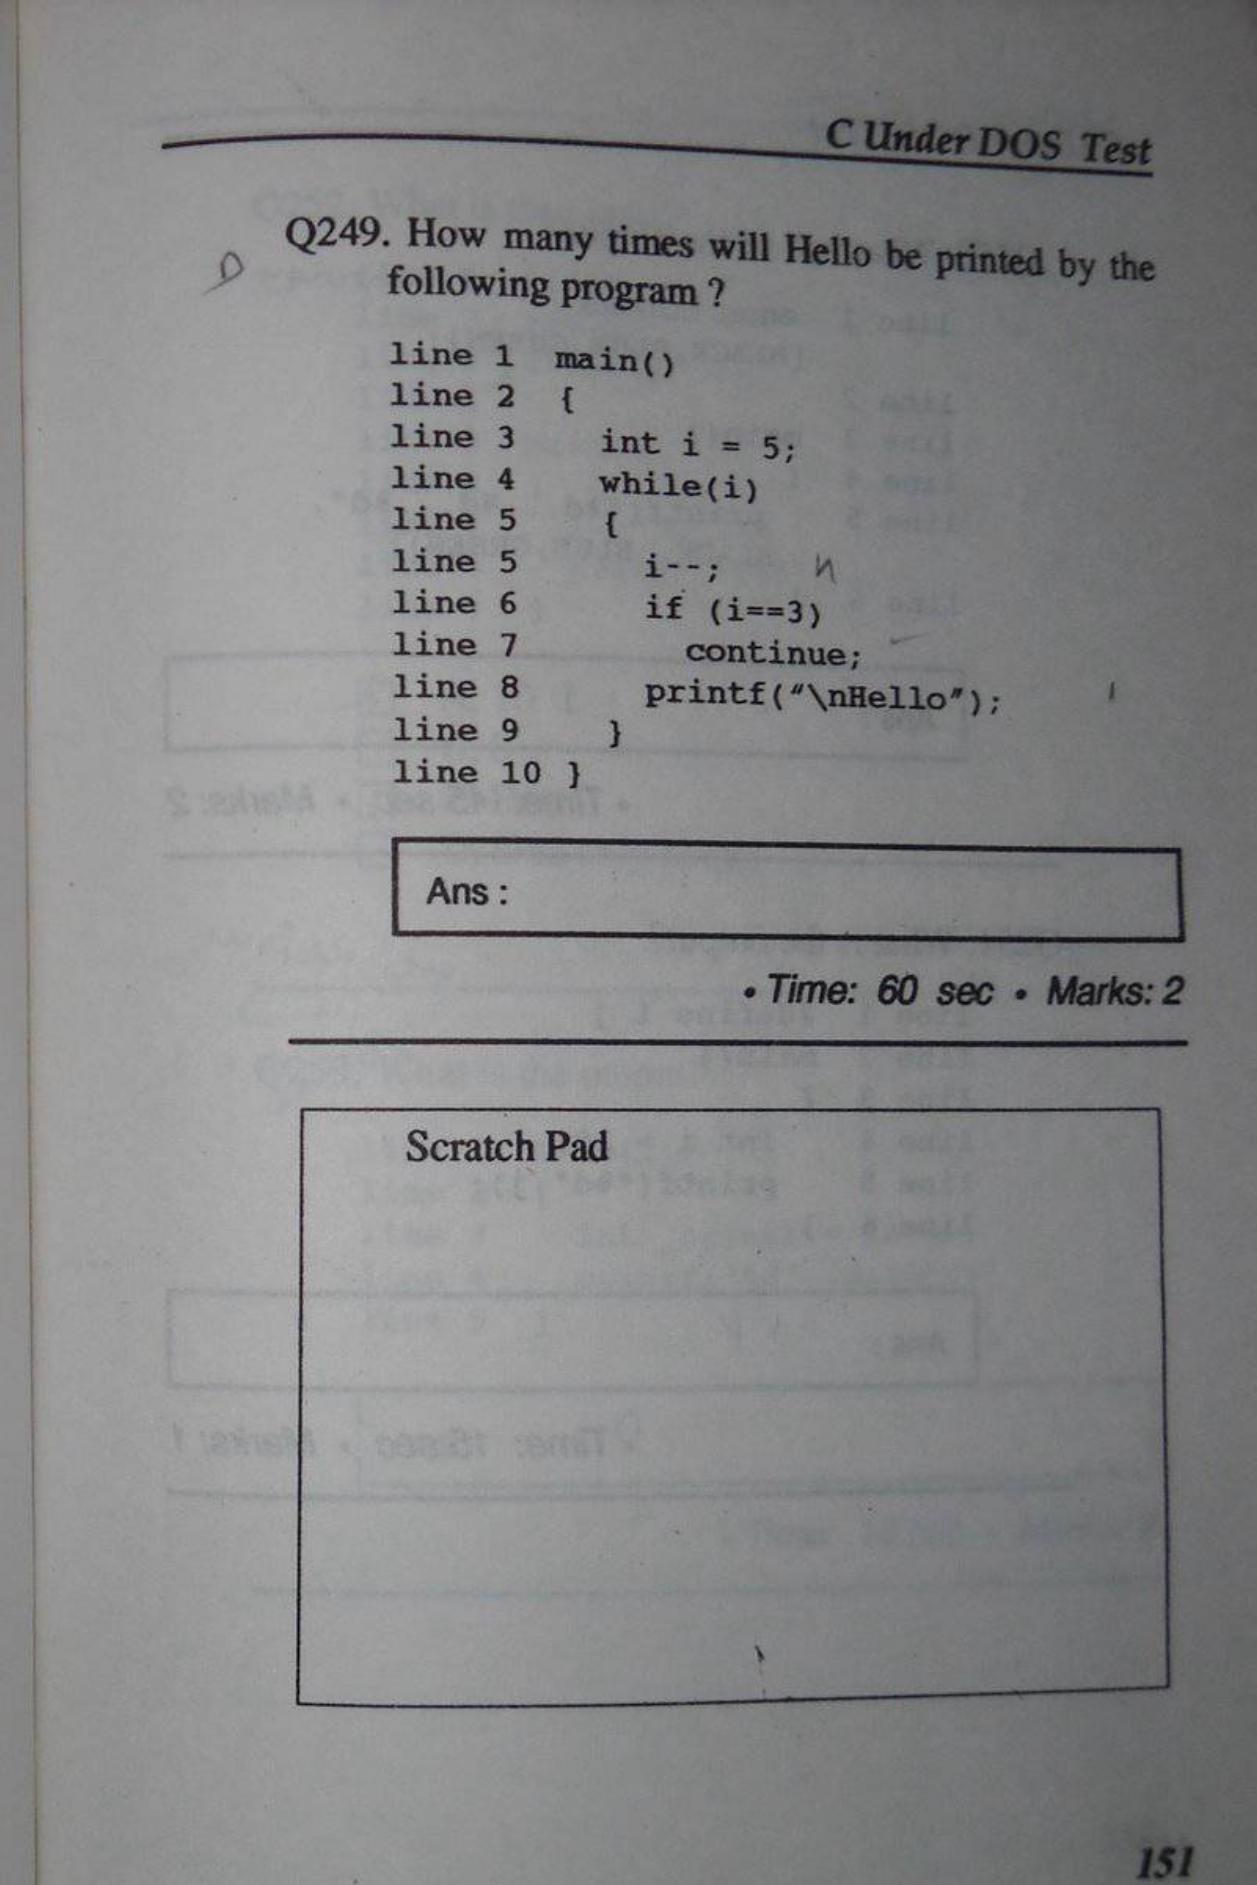 C Under DOS Test
Q249. How many times will Hello be printed by the
following program ?
line 1 main()
line 2 {
line 3 int i = 5;
line 4 while(i)
line 5 {
line 5 i--;
line 6 if (i==3)
line 7 continue;
line 8 printf("\nHello");
line 9 }
line 10 }
Ans :
• Time: 60 sec • Marks: 2
Scratch Pad
151